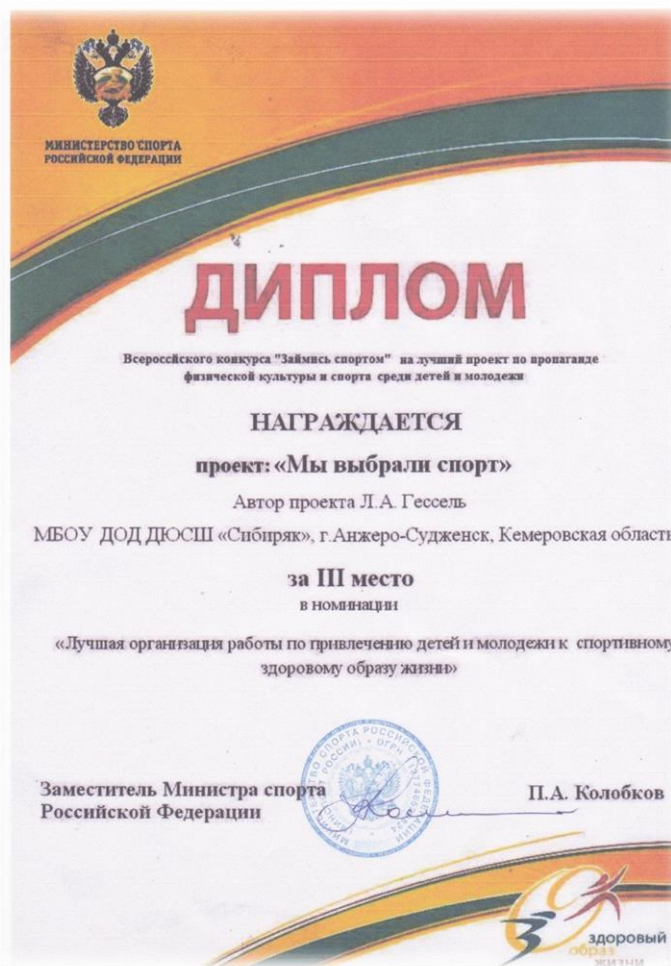 МИНИСТЕРСТВО СПОРТА
РОССИЙСКОЙ ФЕДЕРАЦИИ
ДИПЛОМ
Всероссйского конкурса "Займись спортом" на лучший проект по пропаганде
физической культуры и спорта среди детей и молодежи
НАГРАЖДАЕТСЯ
проект: «Мы выбрали спорт»
Автор проекта Л.А. Гессель
МБОУ ДОД ДЮСШ «Сибиряк», г.Анжеро-Судженск, Кемеровская область
за III место
в номинации
«Лучшая организация работы по привлечению детей и молодежи к спортивному
здоровому образу жизни»
Заместитель Министра спорта
Российской Федерации
П.А. Колобков
здоровый
образ
жизни